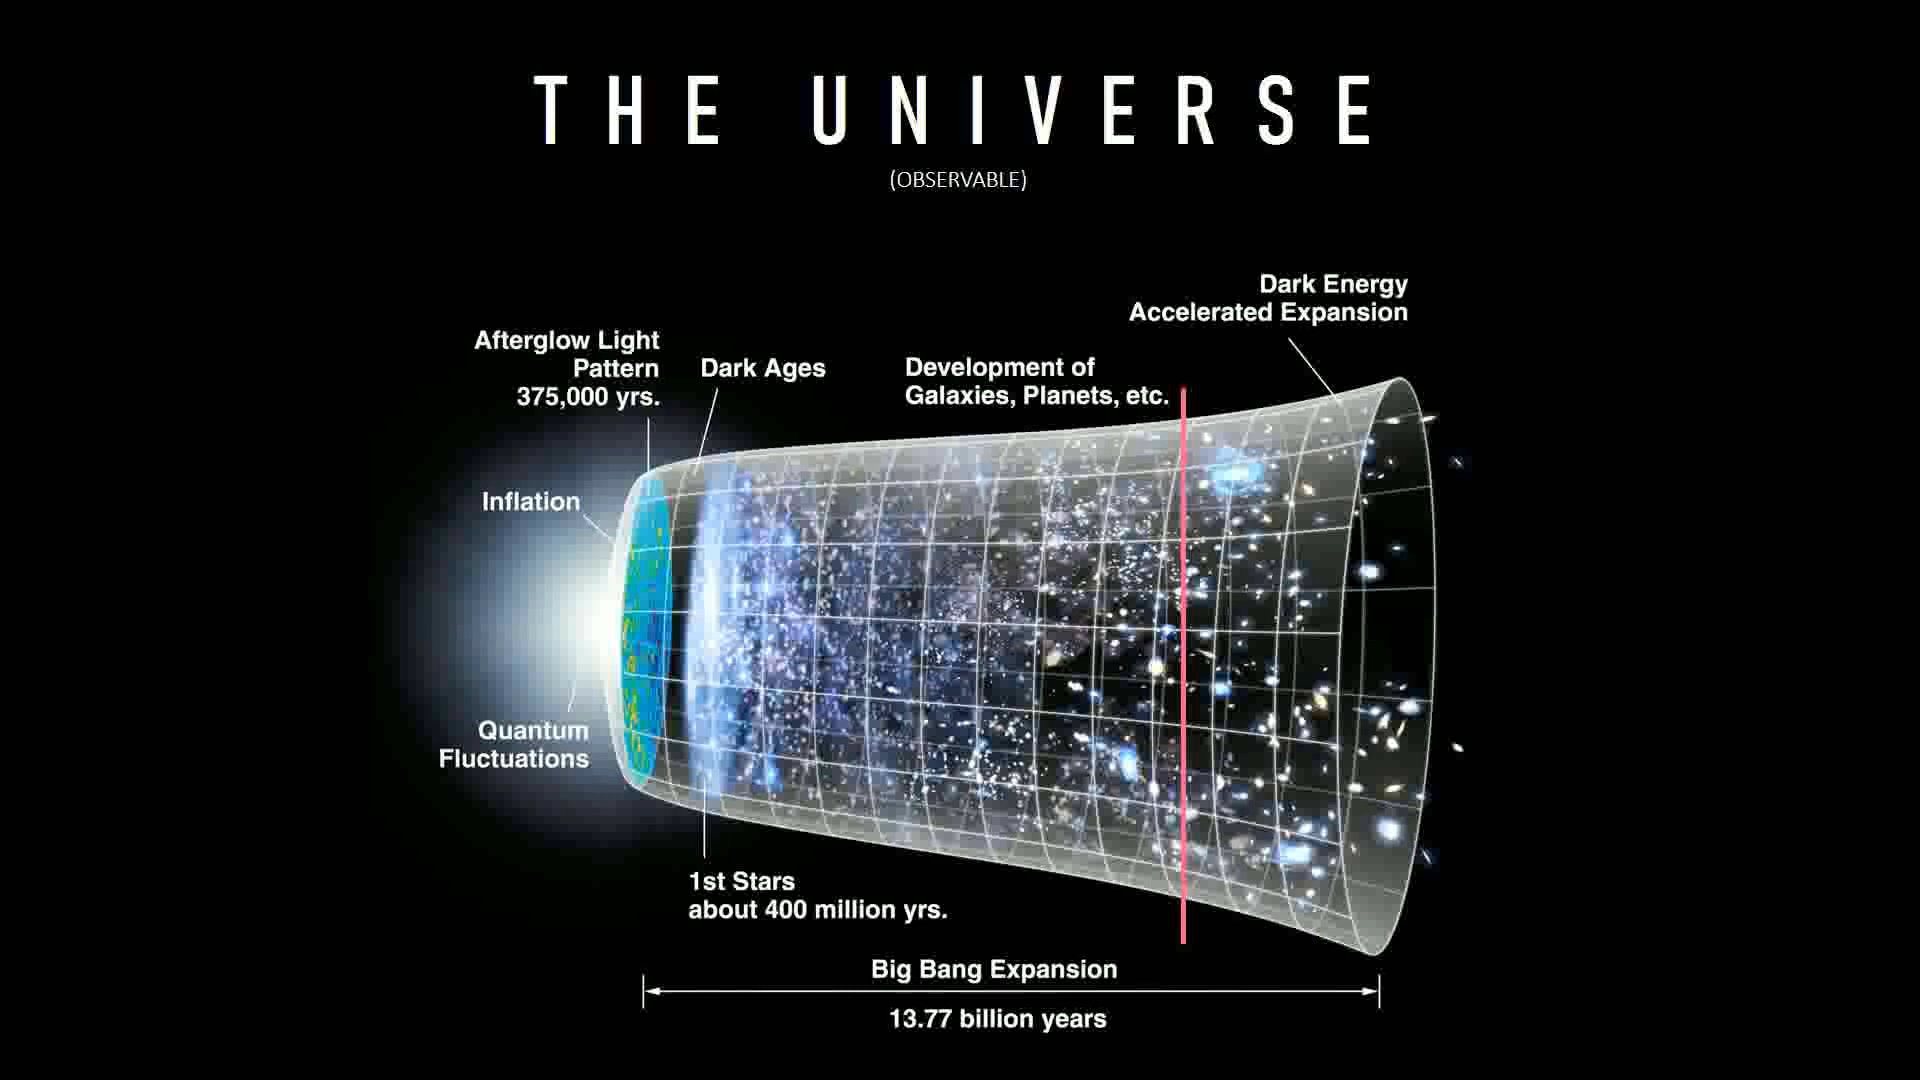 THE UNIVERSE
(OBSERVABLE)
Dark Energy
Accelerated Expansion
Afterglow Light
Pattern
375,000 yrs.
Dark Ages
Development of
Galaxies, Planets, etc.
Inflation
Quantum
Fluctuations
1st Stars
about 400 million yrs.
Big Bang Expansion
13.77 billion years